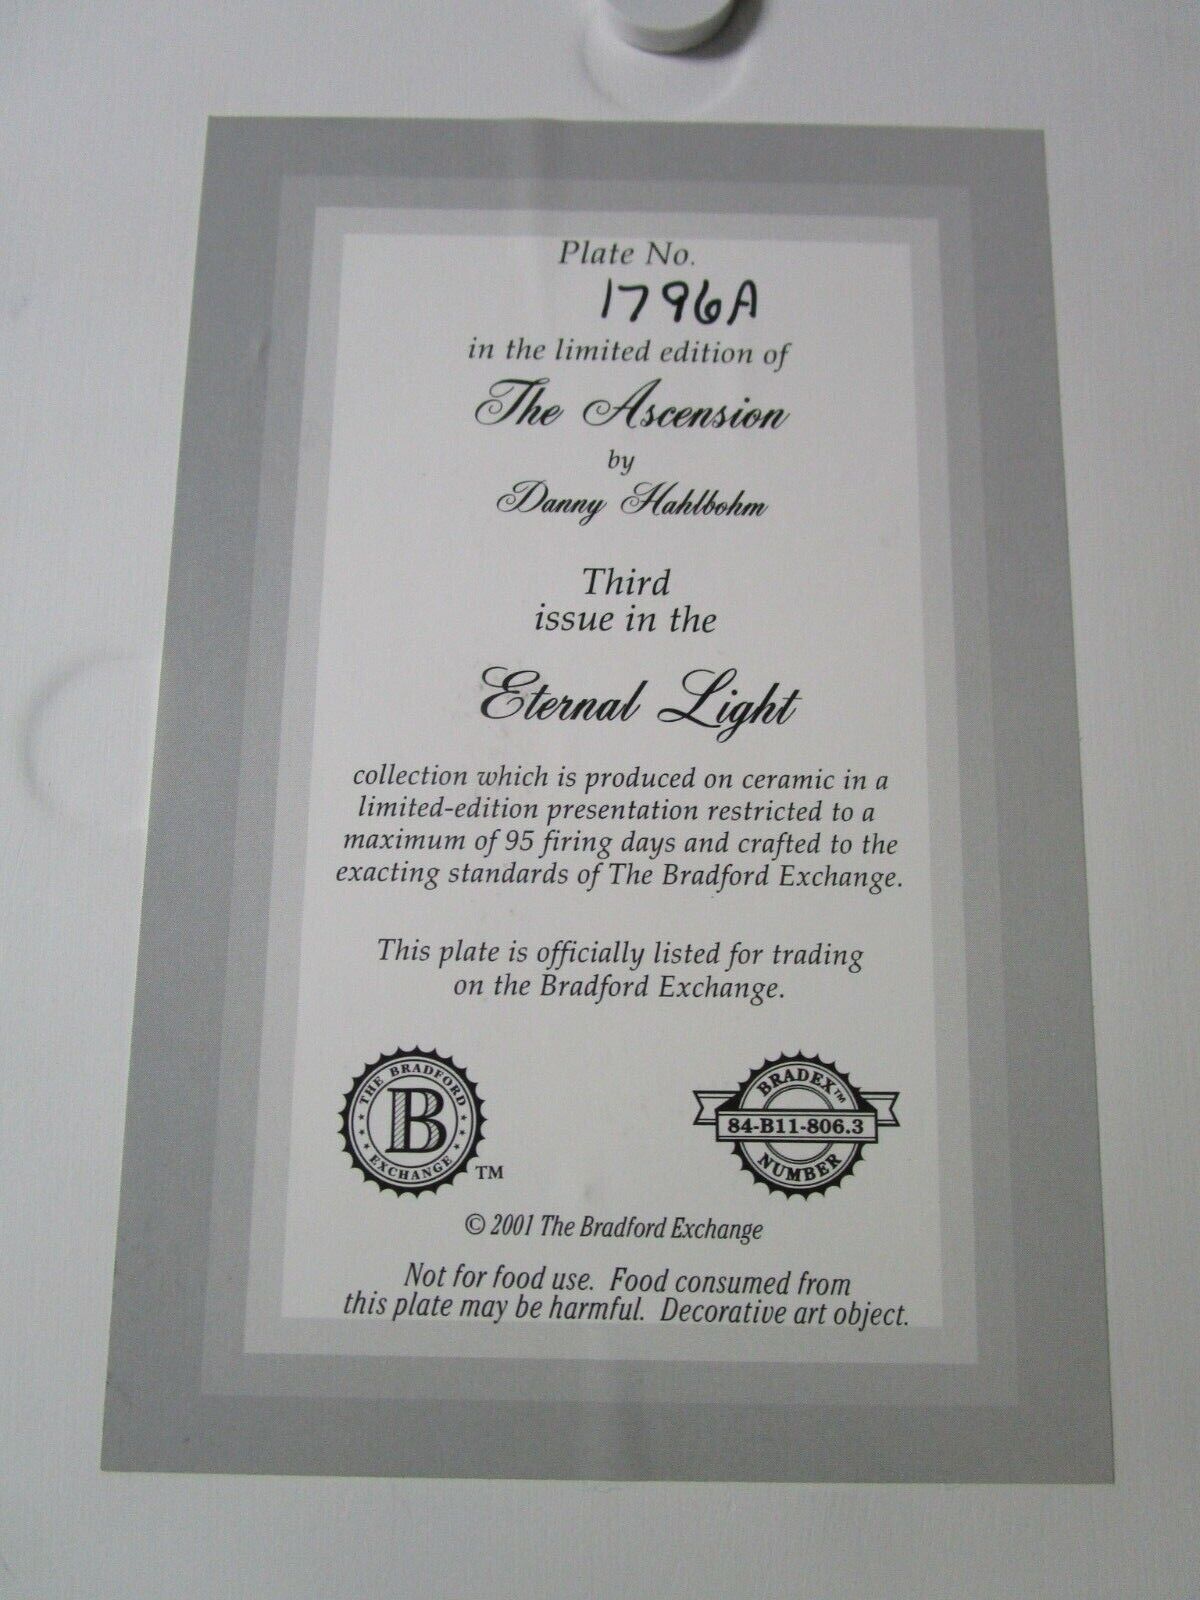 Plate No.
1796A
in the limited edition of
The Ascension
by
Danny Hahlbohm
Third
issue in the
Eternal Light
collection which is produced on ceramic in a
limited-edition presentation restricted to a
maximum of 95 firing days and crafted to the
exacting standards of The Bradford Exchange.
This plate is officially listed for trading
on the Bradford Exchange.
THE BRADFORD
B
EXCHANGE
TM
BRADEX™
84-B11-806.3
NUMBER
© 2001 The Bradford Exchange
Not for food use. Food consumed from
this plate may be harmful. Decorative art object.